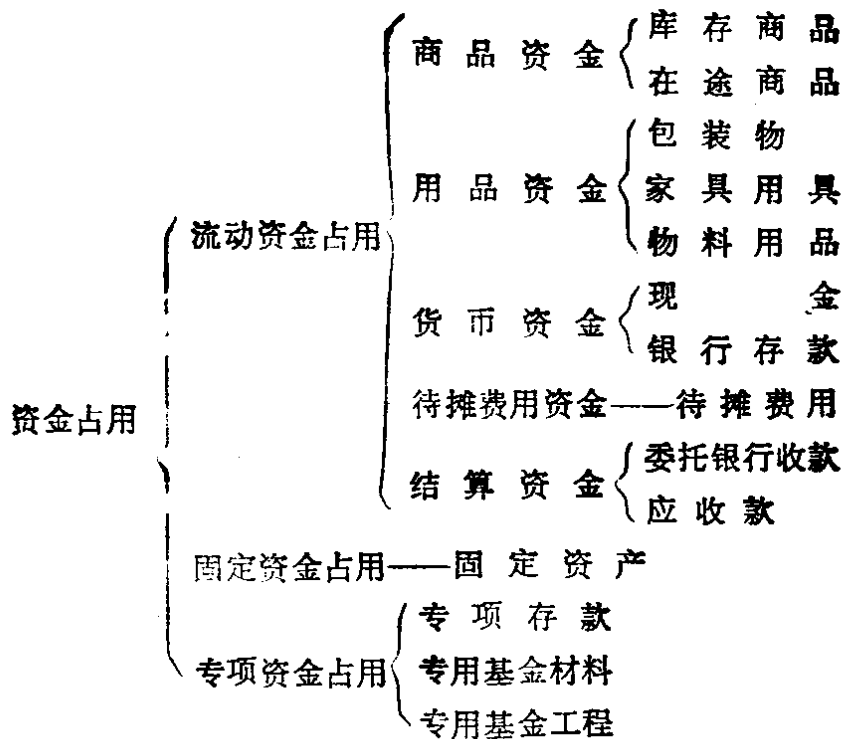 库存商品
商品资金
在途商品
包装物
用品资金
家具用具
流动资金占用
物料用品
现金
货币资金
银行存款
待摊费用资金——待摊费用
资金占用
委托银行收款
结算资金
应收款
固定资金占用——固定资产
专项存款
专项资金占用
专用基金材料
专用基金工程